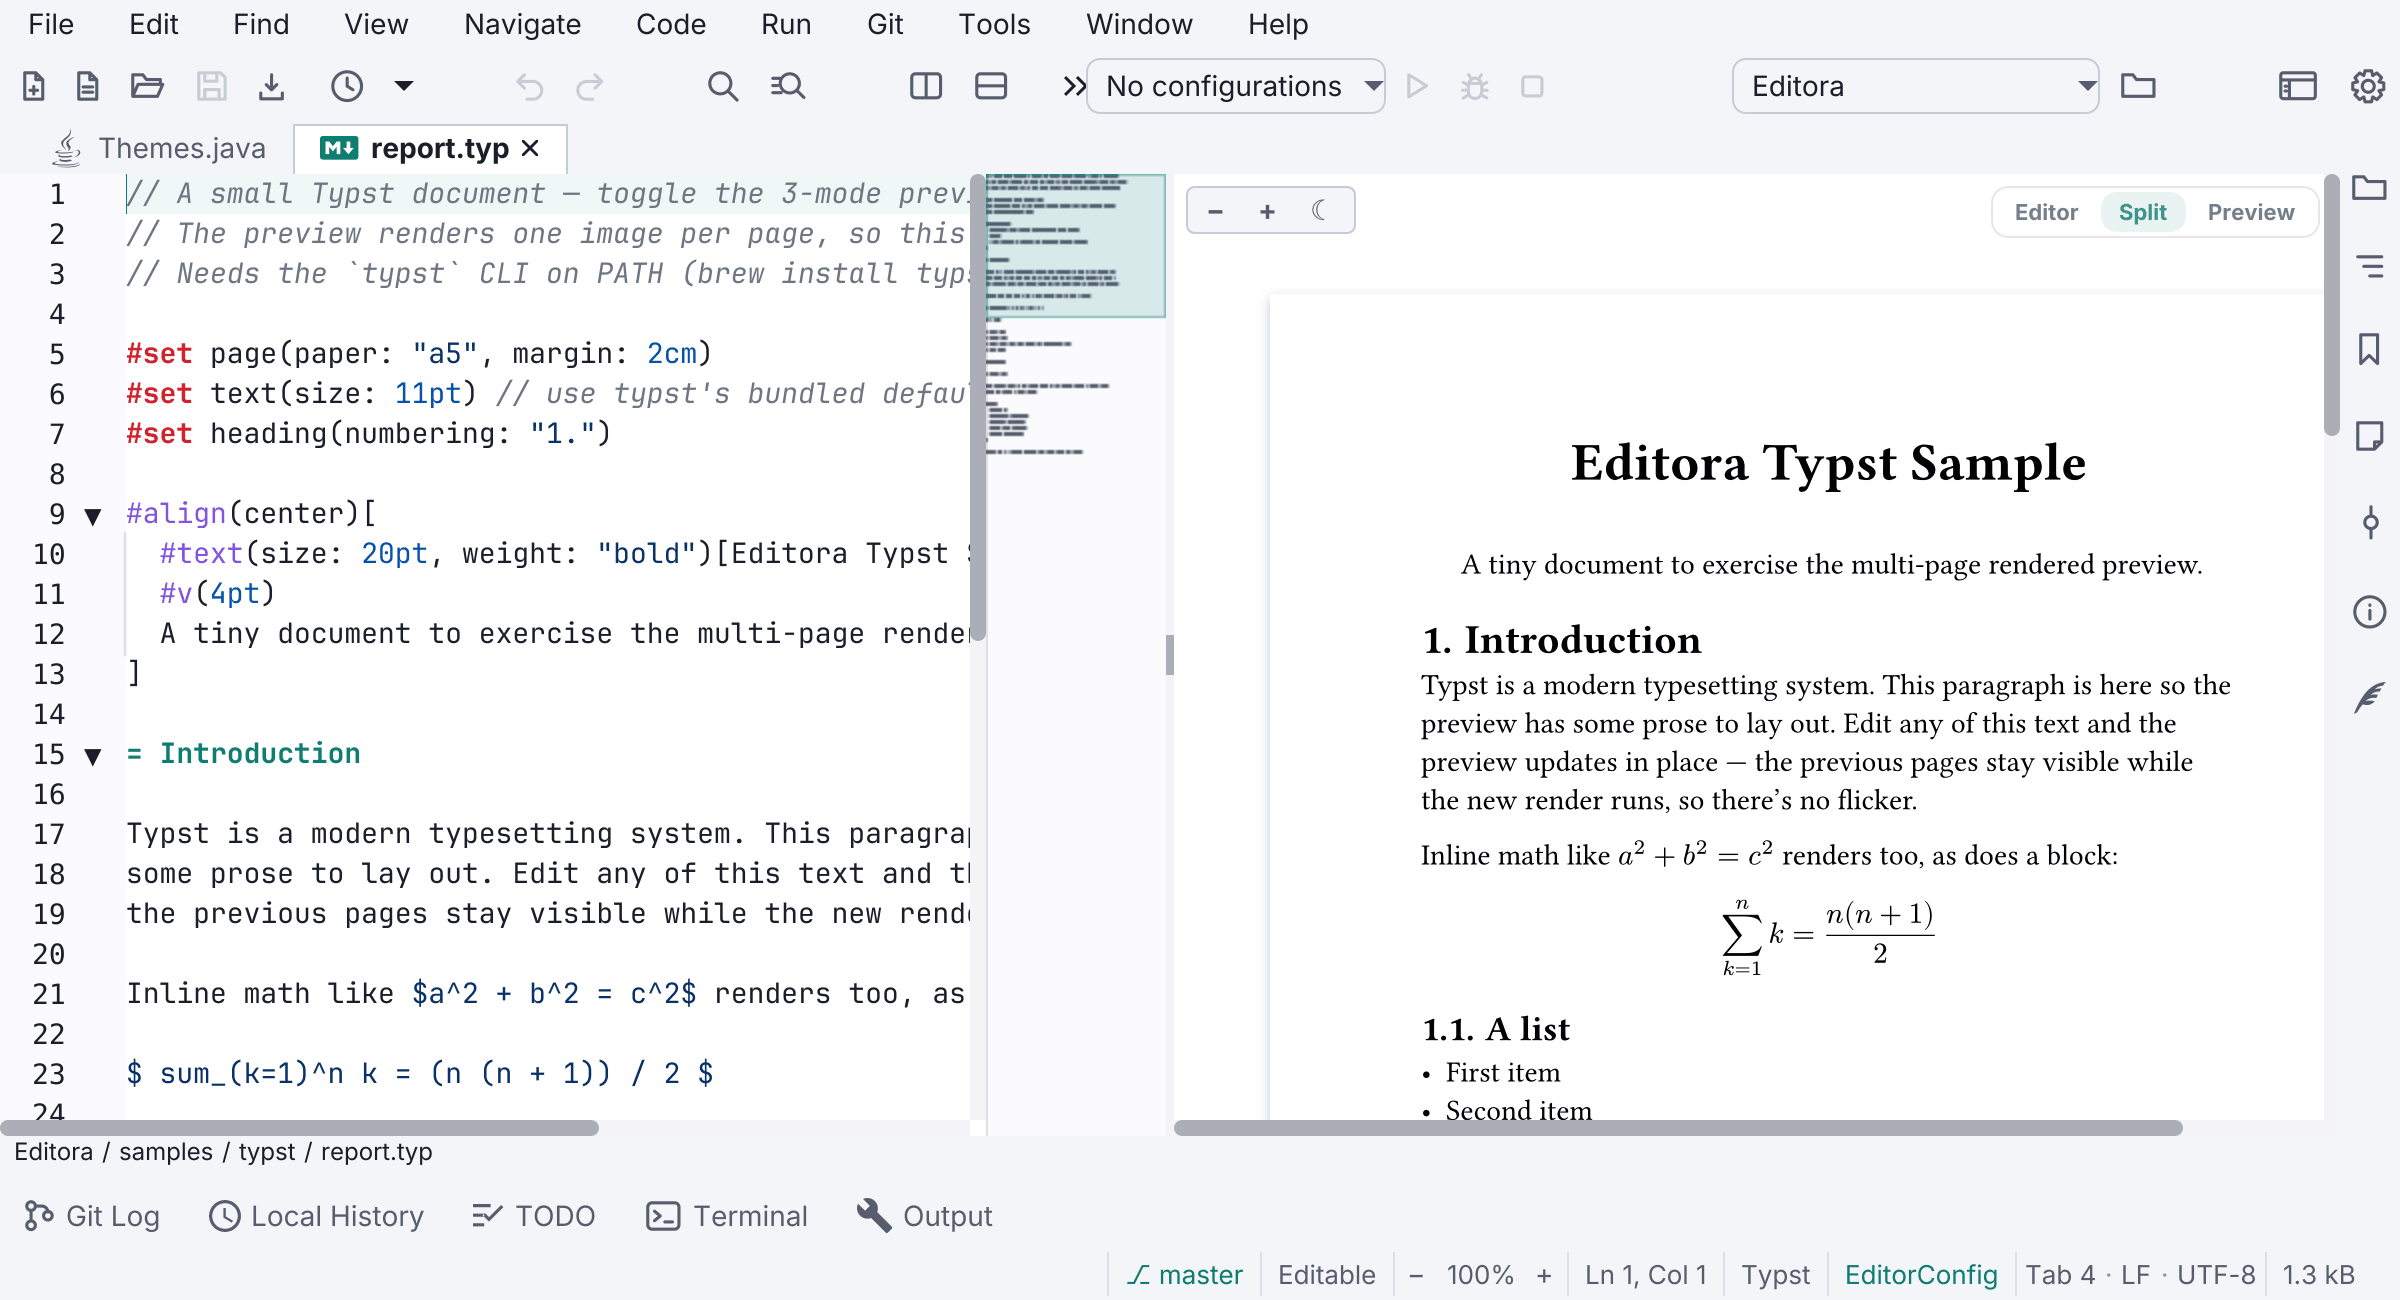 File Edit Find View Navigate Code Run Git Tools Window Help
No configurations Editora
Themes.java report.typ
1 // A small Typst document — toggle the 3-mode
2 // The preview renders one image per page, so this
3 // Needs the `typst` CLI on PATH (brew install
4
5 #set page(paper: "a5", margin: 2cm)
6 #set text(size: 11pt) // use typst's bundled
7 #set heading(numbering: "1.")
8
9 #align(center)[
10 #text(size: 20pt, weight: "bold")[Editora Typst
11 #v(4pt)
12 A tiny document to exercise the multi-page
13 ]
14
15 = Introduction
16
17 Typst is a modern typesetting system. This
18 some prose to lay out. Edit any of this text and
19 the previous pages stay visible while the new
20
21 Inline math like $a^2 + b^2 = c^2$ renders too, as
22
23 $ sum_(k=1)^n k = (n (n + 1)) / 2 $
24
− +
Editor Split Preview
Editora Typst Sample
A tiny document to exercise the multi-page rendered preview.
1. Introduction
Typst is a modern typesetting system. This paragraph is here so the
preview has some prose to lay out. Edit any of this text and the
preview updates in place — the previous pages stay visible while
the new render runs, so there’s no flicker.
Inline math like a² + b² = c² renders too, as does a block:
n
∑ k = n(n + 1) / 2
k=1
1.1. A list
• First item
• Second item
Editora / samples / typst / report.typ
Git Log Local History TODO Terminal Output
master Editable − 100% + Ln 1, Col 1 Typst EditorConfig Tab 4 · LF · UTF-8 1.3 kB